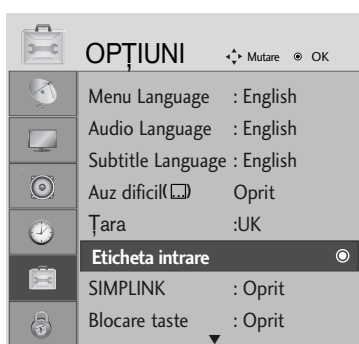 OPȚIUNI Mutare OK
Menu Language : English
Audio Language : English
Subtitle Language : English
Auz dificil( ) Oprit
Țara :UK
Eticheta intrare
SIMPLINK : Oprit
Blocare taste : Oprit